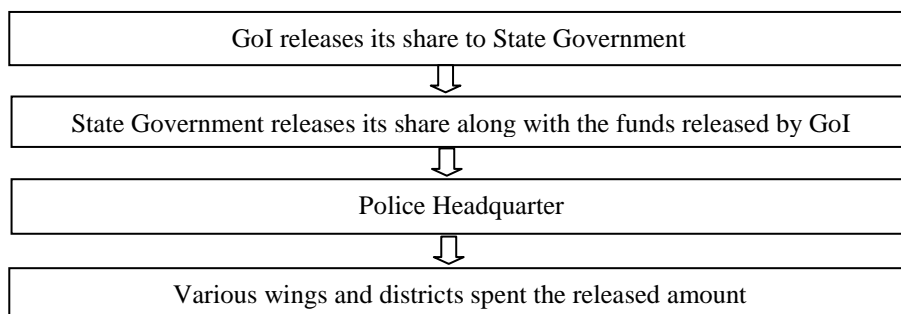 GoI releases its share to State Government
State Government releases its share along with the funds released by GoI
Police Headquarter
Various wings and districts spent the released amount